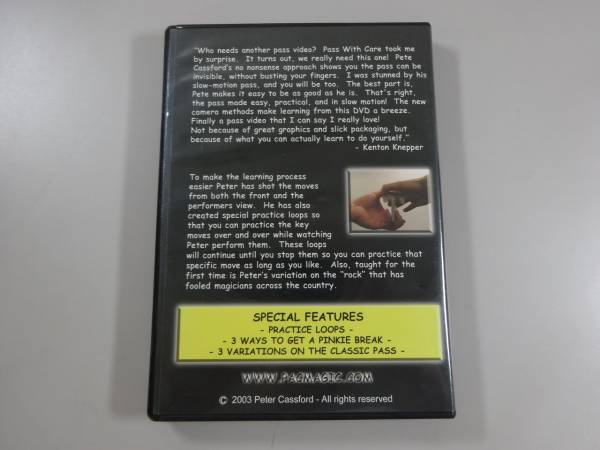 "Who needs another pass video?  Pass With Care took me
by surprise.  It turns out, we really need this one!  Pete
Cassford's no nonsense approach shows you the pass can be
invisible, without busting your fingers.  I was stunned by his
slow-motion pass, and you will be too.  The best part is,
Pete makes it easy to be as good as he is.  That's right,
the pass made easy, practical, and in slow motion!  The new
camera methods make learning from this DVD a breeze.
Finally a pass video that I can say I really love!
Not because of great graphics and slick packaging, but
because of what you can actually learn to do yourself."
- Kenton Knepper
To make the learning process
easier Peter has shot the moves
from both the front and the
performers view.  He has also
created special practice loops so
that you can practice the key
moves over and over while watching
Peter perform them.  These loops
will continue until you stop them so you can practice that
specific move as long as you like.  Also, taught for the
first time is Peter's variation on the "rock" that has
fooled magicians across the country.
SPECIAL FEATURES
- PRACTICE LOOPS -
- 3 WAYS TO GET A PINKIE BREAK -
- 3 VARIATIONS ON THE CLASSIC PASS -
WWW.PACMAGIC.COM
© 2003 Peter Cassford - All rights reserved